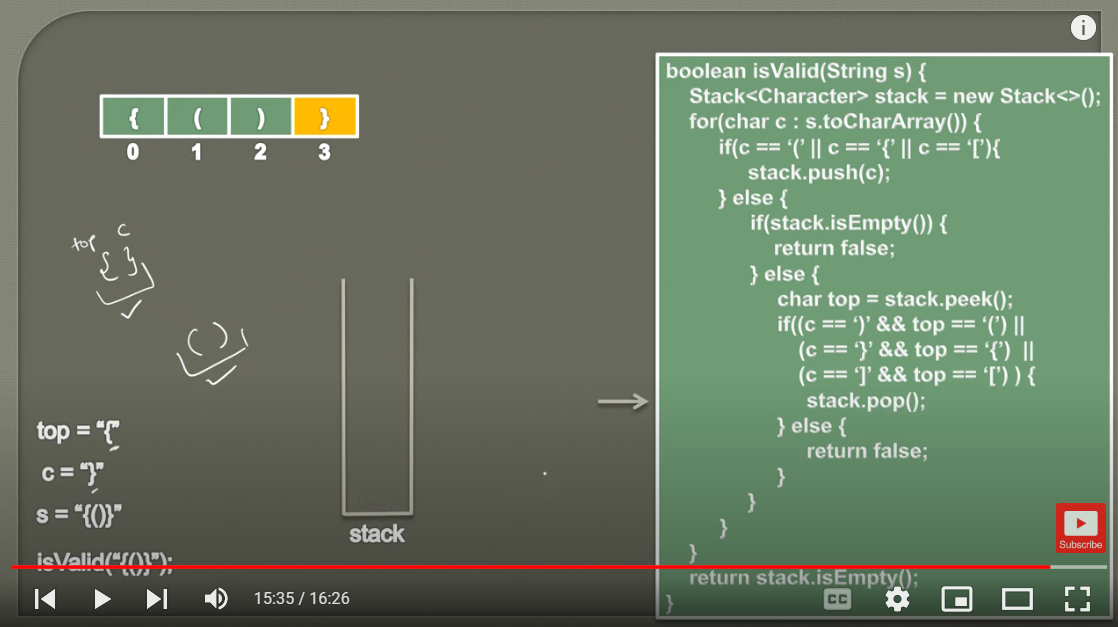 { ( ) }
0 1 2 3
top c
{ }
( )
top = “{”
c = “}”
s = “{()}”
isValid(“{()}”);
stack
boolean isValid(String s) {
Stack<Character> stack = new Stack<>();
for(char c : s.toCharArray()) {
if(c == ‘(’ || c == ‘{’ || c == ‘[’){
stack.push(c);
} else {
if(stack.isEmpty()) {
return false;
} else {
char top = stack.peek();
if((c == ‘)’ && top == ‘(’) ||
(c == ‘}’ && top == ‘{’) ||
(c == ‘]’ && top == ‘[’) ) {
stack.pop();
} else {
return false;
}
}
}
}
return stack.isEmpty();
}
Subscribe
15:35 / 16:26
CC
i